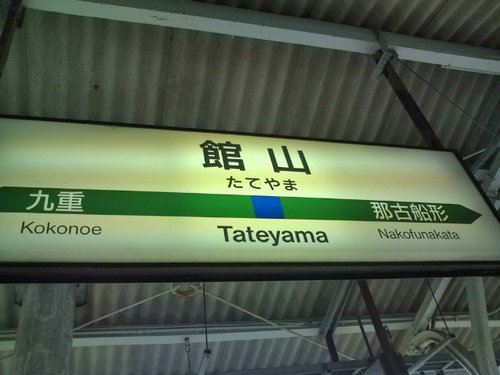 館山
たてやま
九重
那古船形
Kokonoe
Tateyama
Nakofunakata